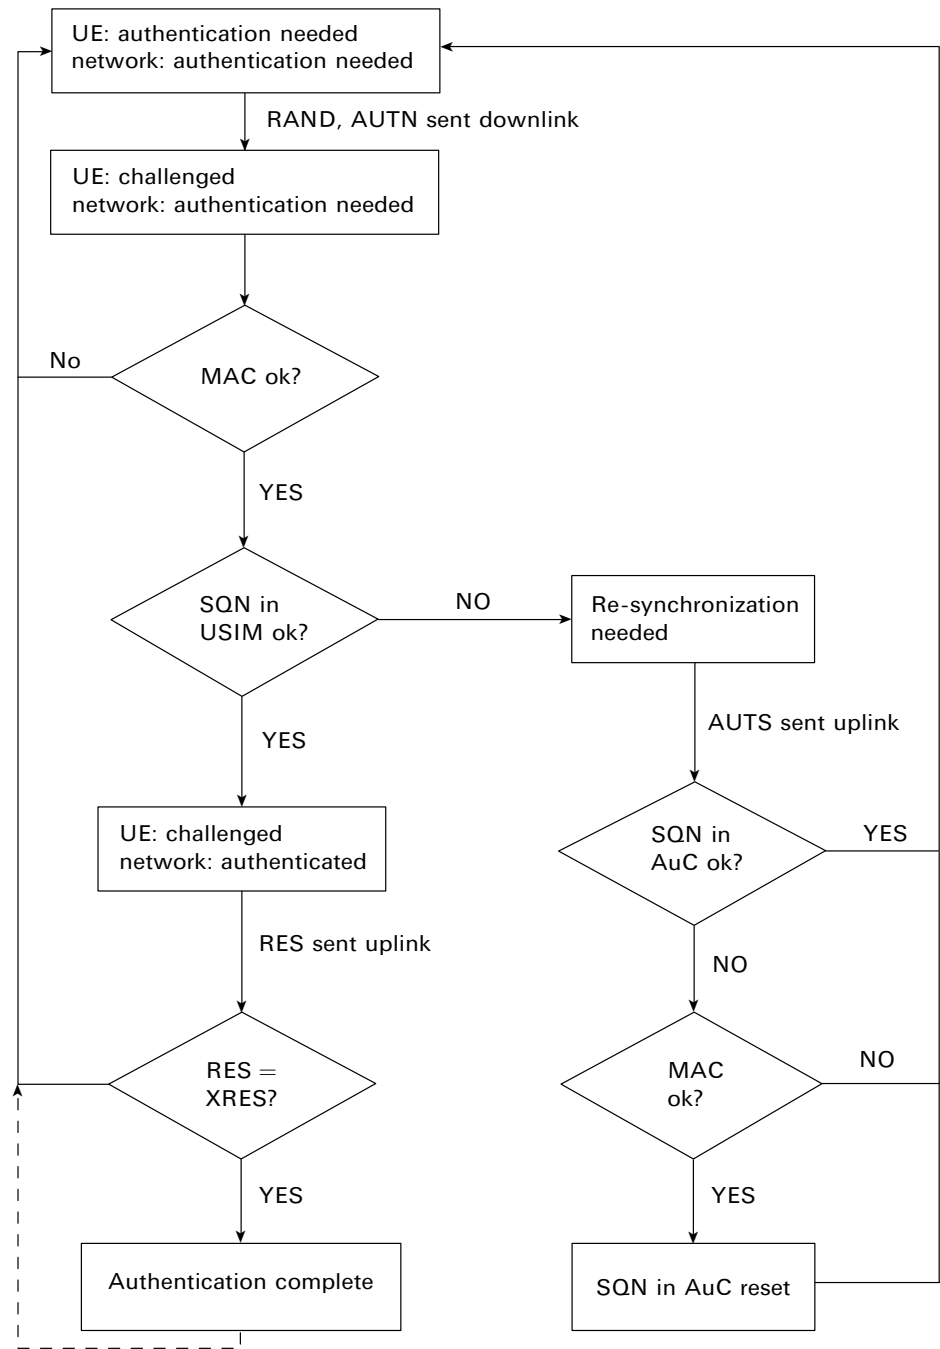 UE: authentication needed
network: authentication needed
RAND, AUTN sent downlink
UE: challenged
network: authentication needed
No
MAC ok?
YES
SQN in
USIM ok?
NO
Re-synchronization
needed
YES
AUTS sent uplink
UE: challenged
network: authenticated
SQN in
AuC ok?
YES
RES sent uplink
NO
RES =
XRES?
MAC
ok?
NO
YES
YES
Authentication complete
SQN in AuC reset